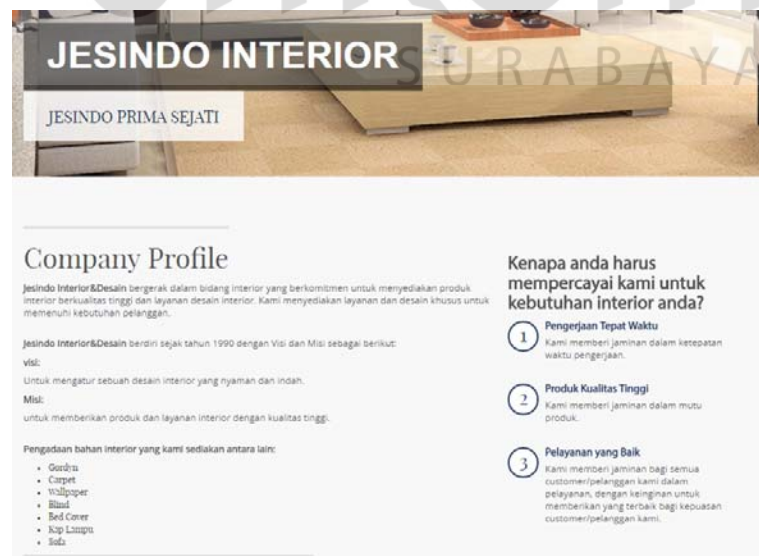 JESINDO INTERIOR
SURABAYA
JESINDO PRIMA SEJATI
Company Profile
Jesindo Interior&Desain bergerak dalam bidang interior yang berkomitmen untuk menyediakan produk
interior berkualitas tinggi dan layanan desain interior. Kami menyediakan layanan dan desain khusus untuk
memenuhi kebutuhan pelanggan.
Jesindo Interior&Desain berdiri sejak tahun 1990 dengan Visi dan Misi sebagai berikut:
visi:
Untuk mengatur sebuah desain interior yang nyaman dan indah.
Misi:
untuk memberikan produk dan layanan interior dengan kualitas tinggi.
Pengadaan bahan interior yang kami sediakan antara lain:
• Gordyn
• Carpet
• Wallpaper
• Blind
• Bed Cover
• Kap Lampu
• Sofa
Kenapa anda harus
mempercayai kami untuk
kebutuhan interior anda?
1 Pengerjaan Tepat Waktu
Kami memberi jaminan dalam ketepatan
waktu pengerjaan.
2 Produk Kualitas Tinggi
Kami memberi jaminan dalam mutu
produk.
3 Pelayanan yang Baik
Kami memberi jaminan bagi semua
customer/pelanggan kami dalam
pelayanan, dengan keinginan untuk
memberikan yang terbaik bagi kepuasan
customer/pelanggan kami.